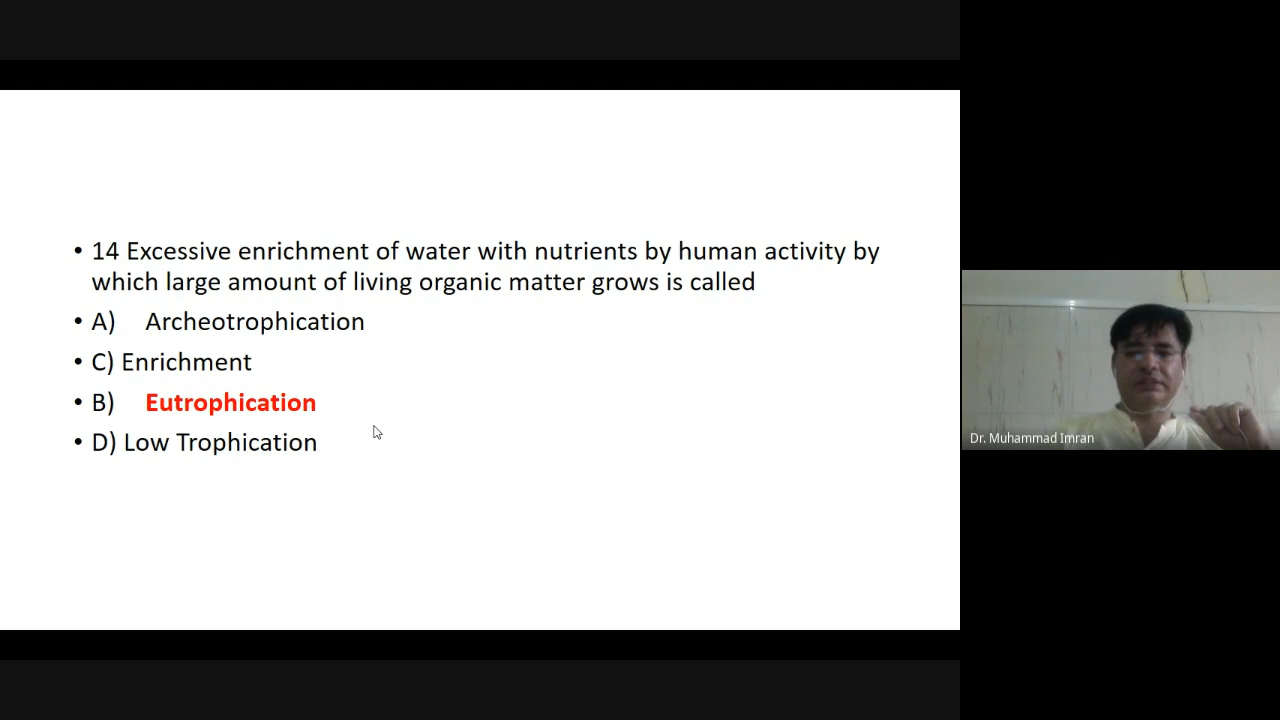 • 14 Excessive enrichment of water with nutrients by human activity by
which large amount of living organic matter grows is called
• A) Archeotrophication
• C) Enrichment
• B) Eutrophication
• D) Low Trophication
Dr. Muhammad Imran